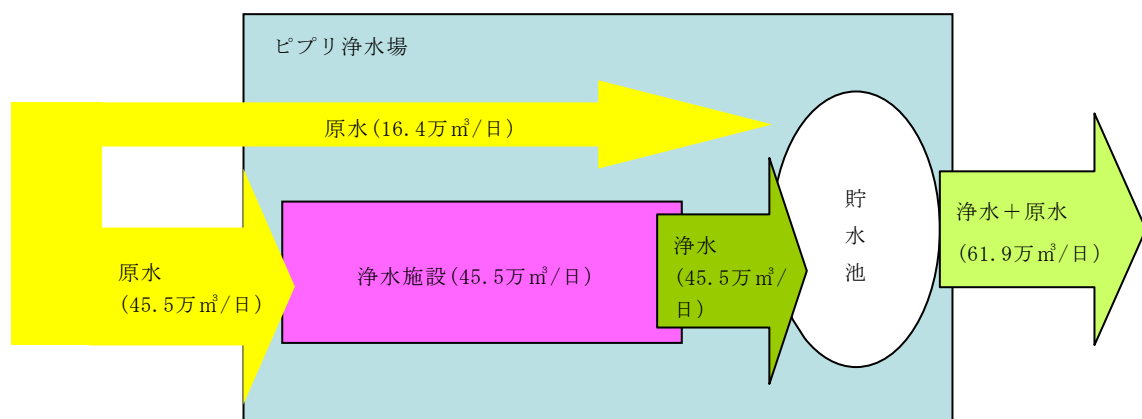 ピプリ浄水場
原水(16.4万㎥/日)
原水
(45.5万㎥/日)
浄水施設(45.5万㎥/日)
浄水
(45.5万㎥/
日)
貯
水
池
浄水＋原水
(61.9万㎥/日)